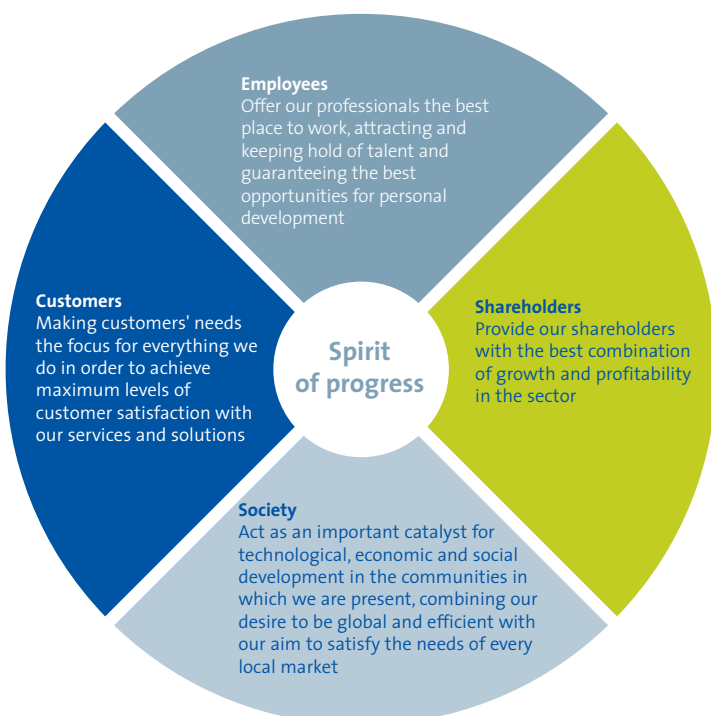 Employees
Offer our professionals the best
place to work, attracting and
keeping hold of talent and
guaranteeing the best
opportunities for personal
development
Customers
Making customers' needs
the focus for everything we
do in order to achieve
maximum levels of
customer satisfaction with
our services and solutions
Spirit
of progress
Shareholders
Provide our shareholders
with the best combination
of growth and profitability
in the sector
Society
Act as an important catalyst for
technological, economic and social
development in the communities in
which we are present, combining our
desire to be global and efficient with
our aim to satisfy the needs of every
local market